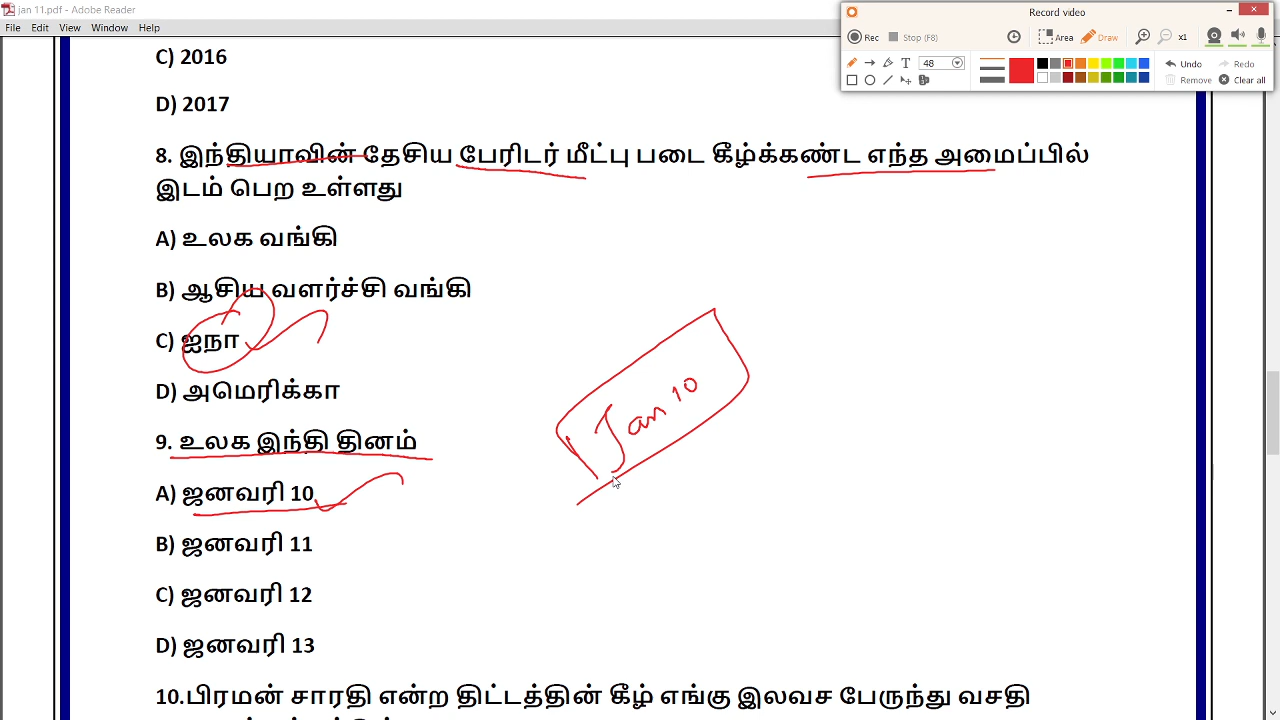 jan 11.pdf - Adobe Reader
File Edit View Window Help
Record video
Rec Stop (F8) Area Draw x1
T 48 Undo Redo
Remove Clear all
C) 2016
D) 2017
8. இந்தியாவின் தேசிய பேரிடர் மீட்பு படை கீழ்க்கண்ட எந்த அமைப்பில்
இடம் பெற உள்ளது
A) உலக வங்கி
B) ஆசிய வளர்ச்சி வங்கி
C) ஐநா
D) அமெரிக்கா
Jan 10
9. உலக இந்தி தினம்
A) ஜனவரி 10
B) ஜனவரி 11
C) ஜனவரி 12
D) ஜனவரி 13
10.பிரமன் சாரதி என்ற திட்டத்தின் கீழ் எங்கு இலவச பேருந்து வசதி